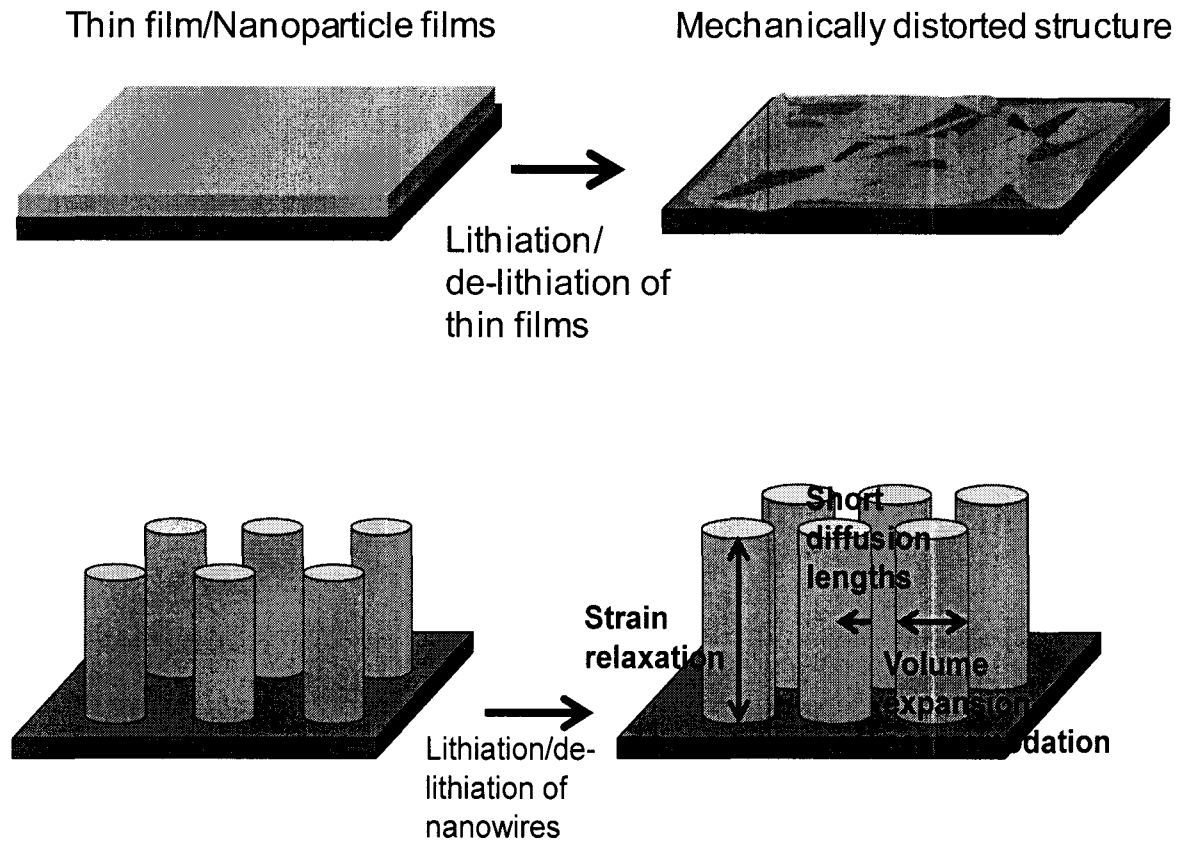 Thin film/Nanoparticle films
Mechanically distorted structure
Lithiation/
de-lithiation of
thin films
Short
diffusion
lengths
Strain
relaxation
Volume
expansion
Lithiation/de-
lithiation of
nanowires